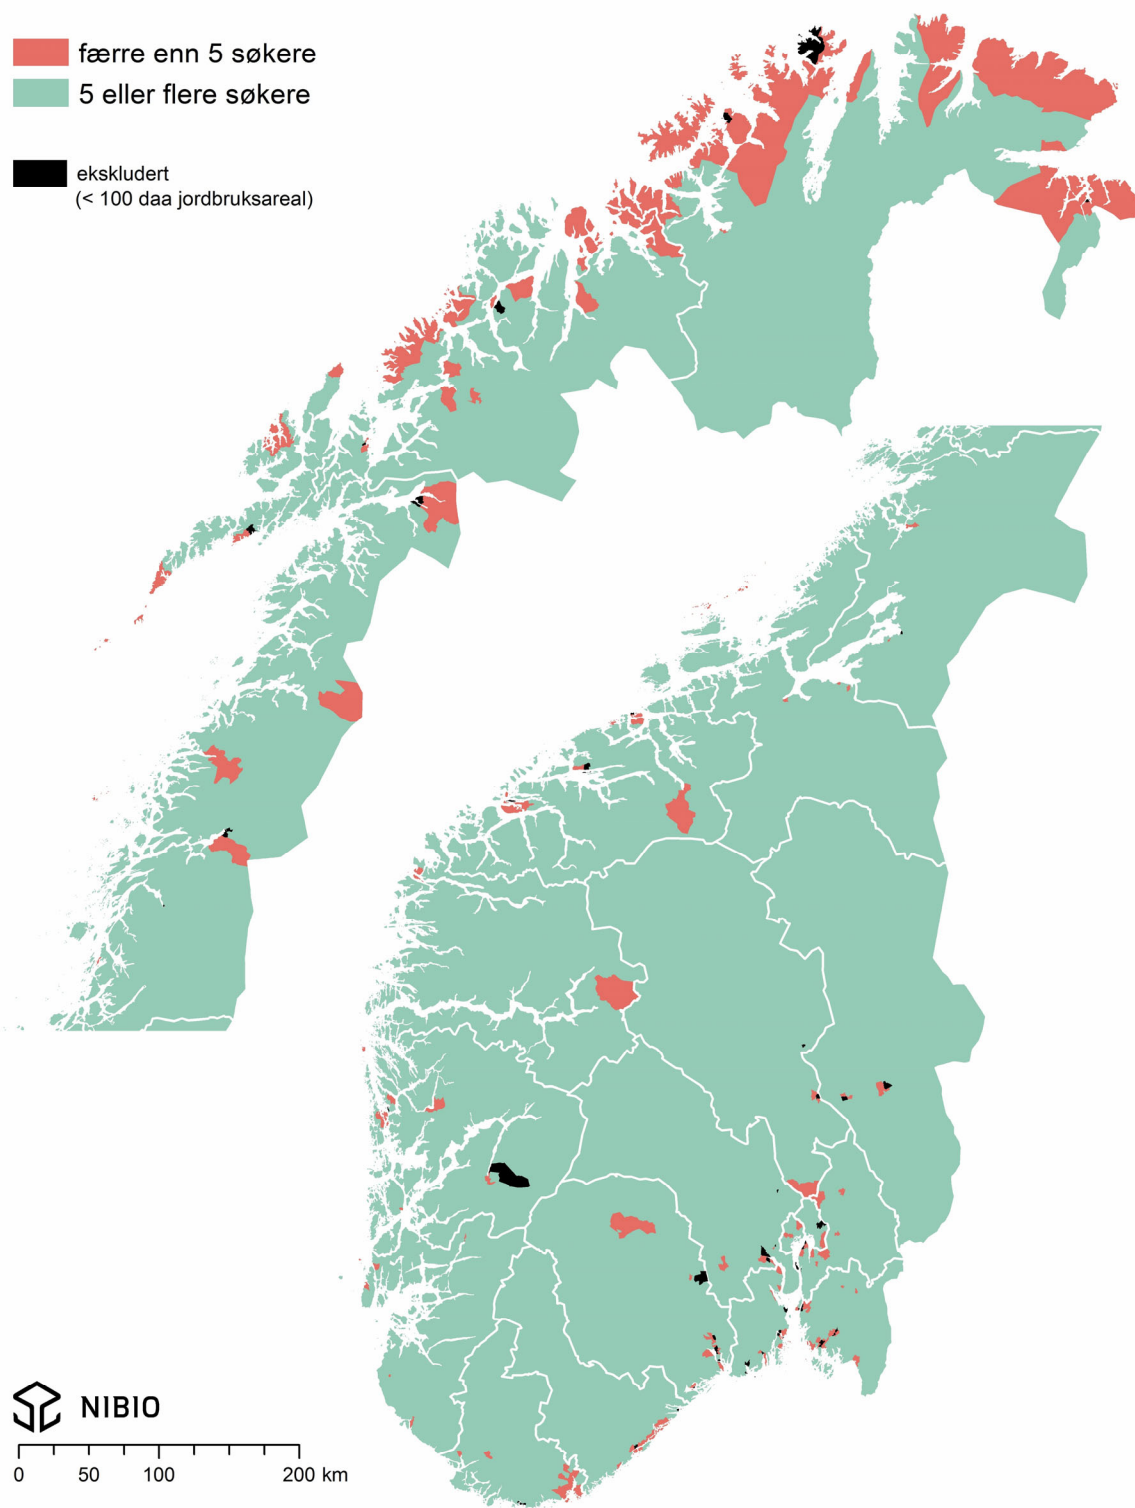 færre enn 5 søkere
5 eller flere søkere
ekskludert
(< 100 daa jordbruksareal)
NIBIO
0 50 100 200 km